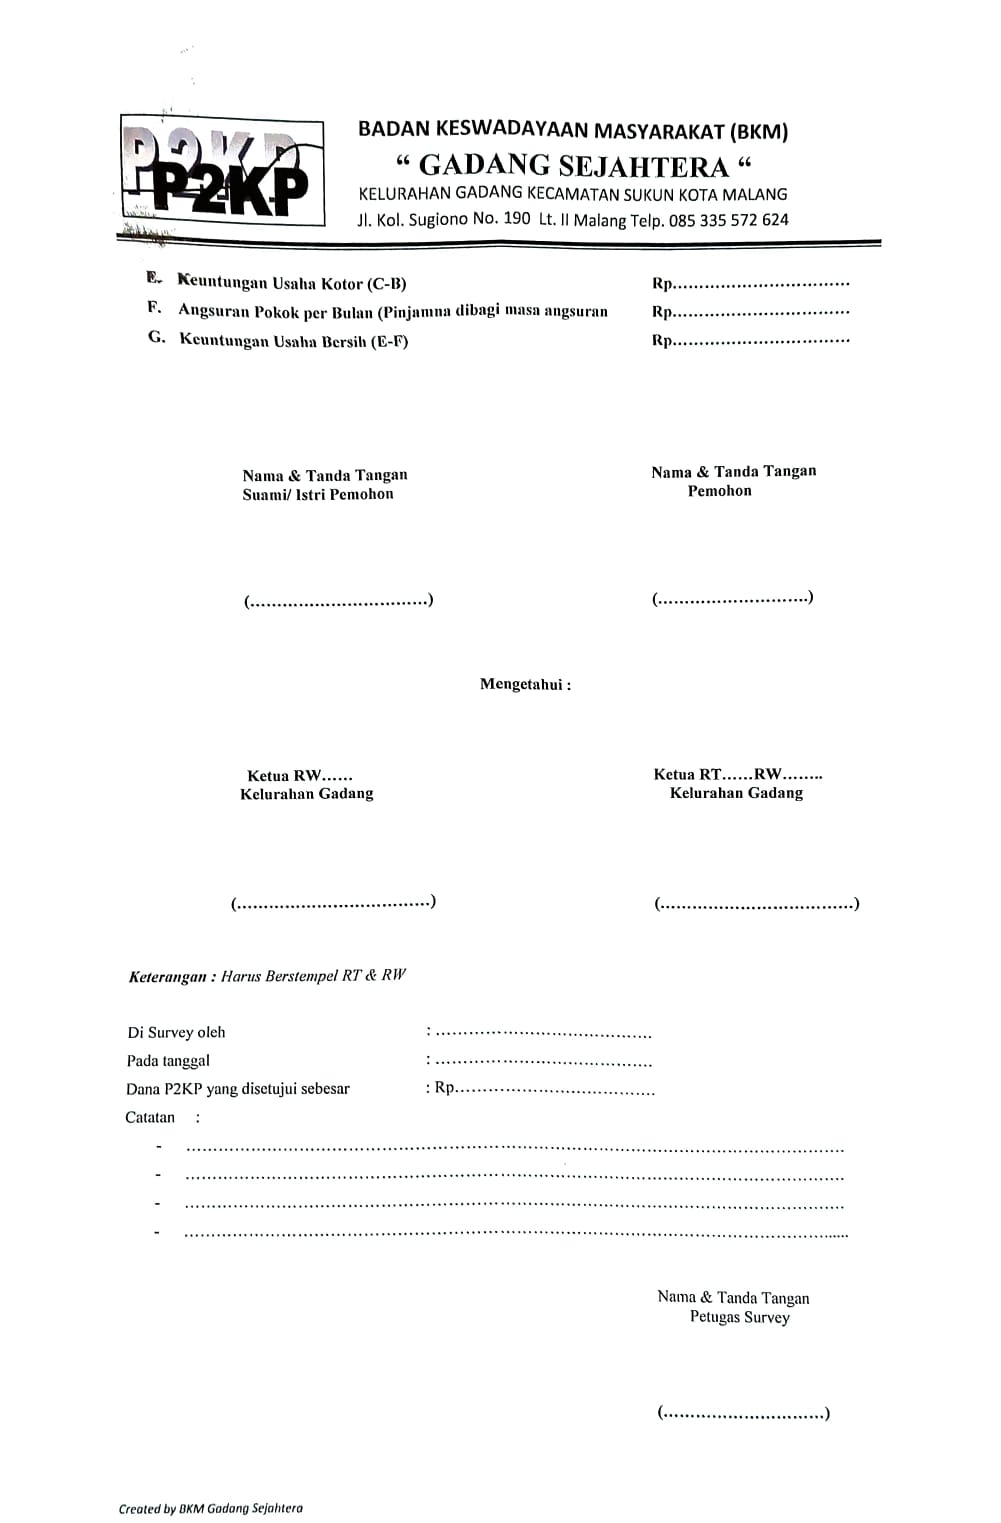 P2KP
P2KP
BADAN KESWADAYAAN MASYARAKAT (BKM)
“ GADANG SEJAHTERA “
KELURAHAN GADANG KECAMATAN SUKUN KOTA MALANG
Jl. Kol. Sugiono No. 190 Lt. II Malang Telp. 085 335 572 624
E. Keuntungan Usaha Kotor (C-B) Rp.................................
F. Angsuran Pokok per Bulan (Pinjamna dibagi masa angsuran Rp.................................
G. Keuntungan Usaha Bersih (E-F) Rp.................................
Nama & Tanda Tangan Nama & Tanda Tangan
Suami/ Istri Pemohon Pemohon
(.................................) (............................)
Mengetahui :
Ketua RW...... Ketua RT......RW........
Kelurahan Gadang Kelurahan Gadang
(....................................) (....................................)
Keterangan : Harus Berstempel RT & RW
Di Survey oleh : .......................................
Pada tanggal : .......................................
Dana P2KP yang disetujui sebesar : Rp....................................
Catatan :
- ........................................................................................................................
- ........................................................................................................................
- ........................................................................................................................
- ........................................................................................................................
Nama & Tanda Tangan
Petugas Survey
(..............................)
Created by BKM Gadang Sejahtera